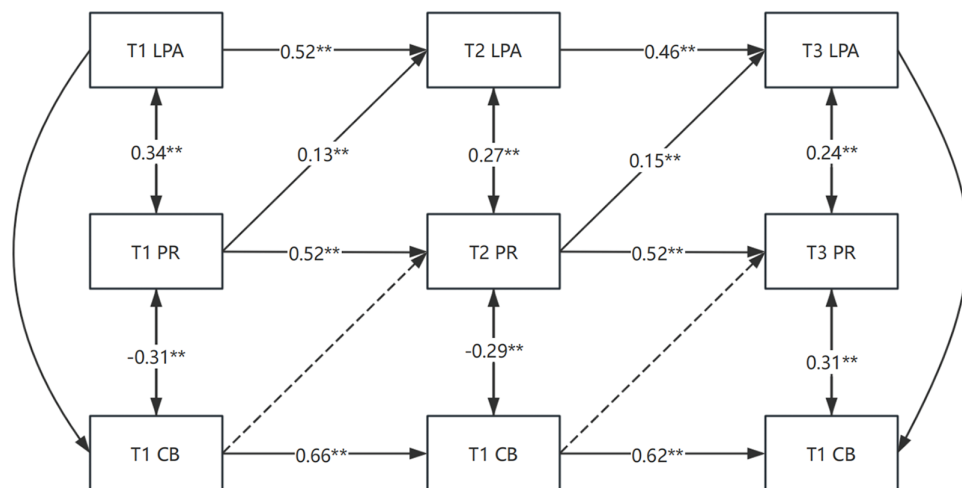 T1 LPA
0.52**
T2 LPA
0.46**
T3 LPA
0.34**
0.13**
0.27**
0.15**
0.24**
T1 PR
0.52**
T2 PR
0.52**
T3 PR
-0.31**
-0.29**
0.31**
T1 CB
0.66**
T1 CB
0.62**
T1 CB